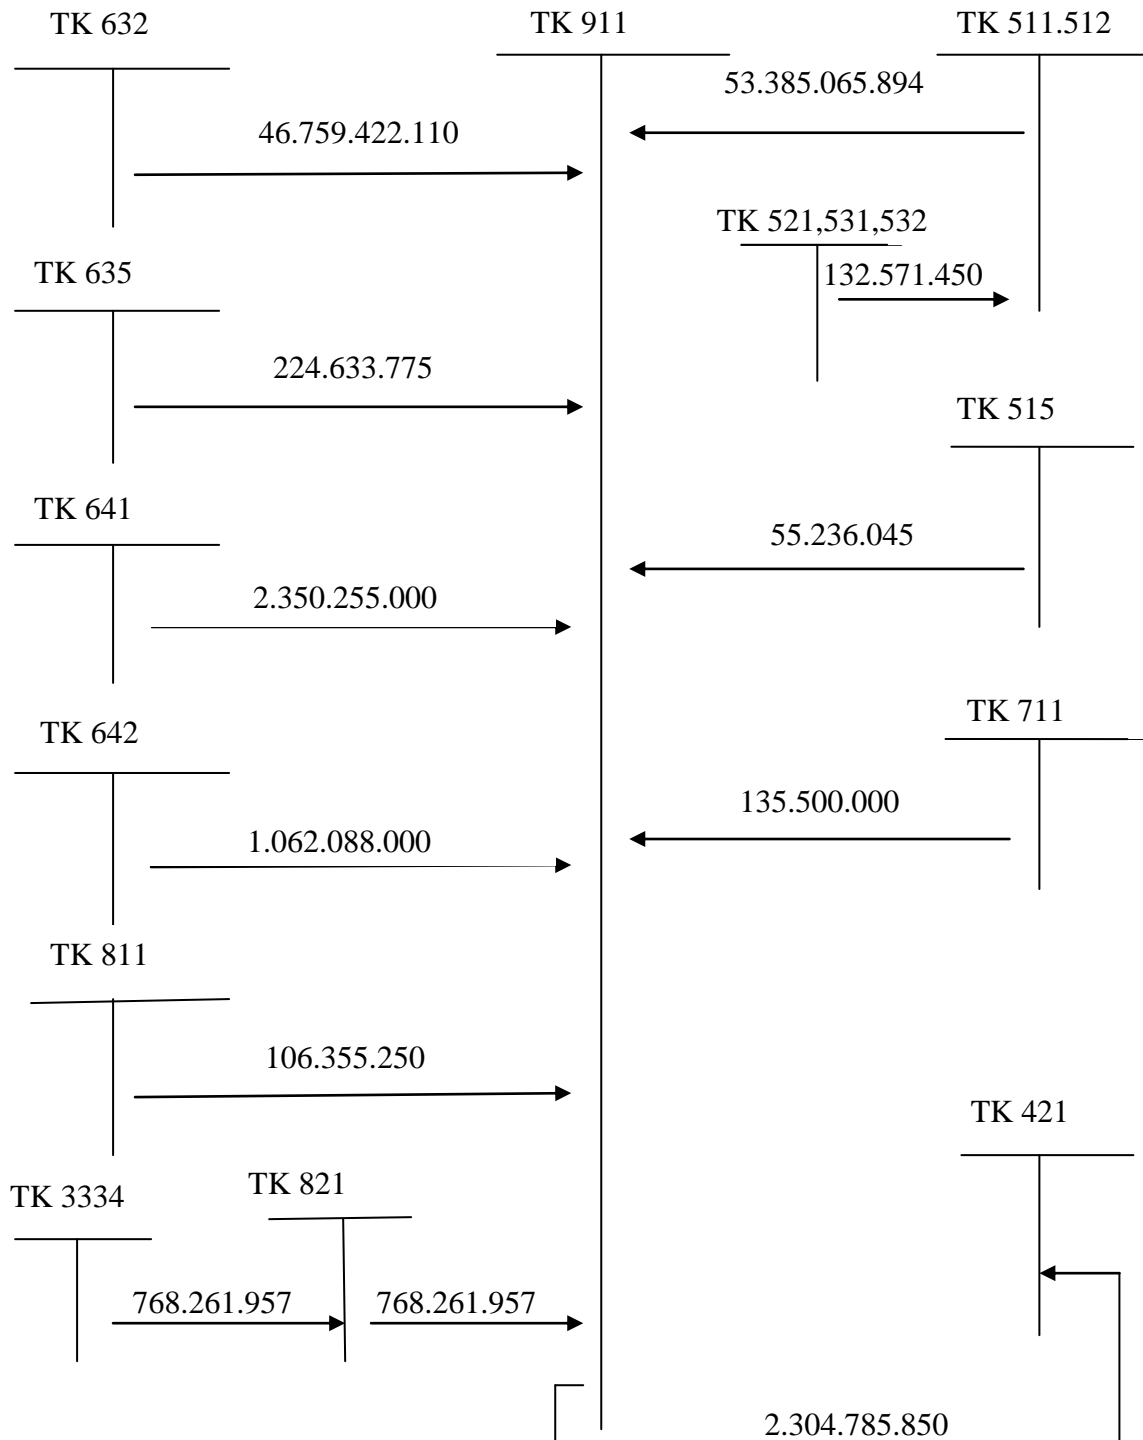 TK 632
TK 911
TK 511.512
53.385.065.894
46.759.422.110
TK 521,531,532
TK 635
132.571.450
224.633.775
TK 515
TK 641
55.236.045
2.350.255.000
TK 711
TK 642
135.500.000
1.062.088.000
TK 811
106.355.250
TK 421
TK 821
TK 3334
768.261.957
768.261.957
2.304.785.850